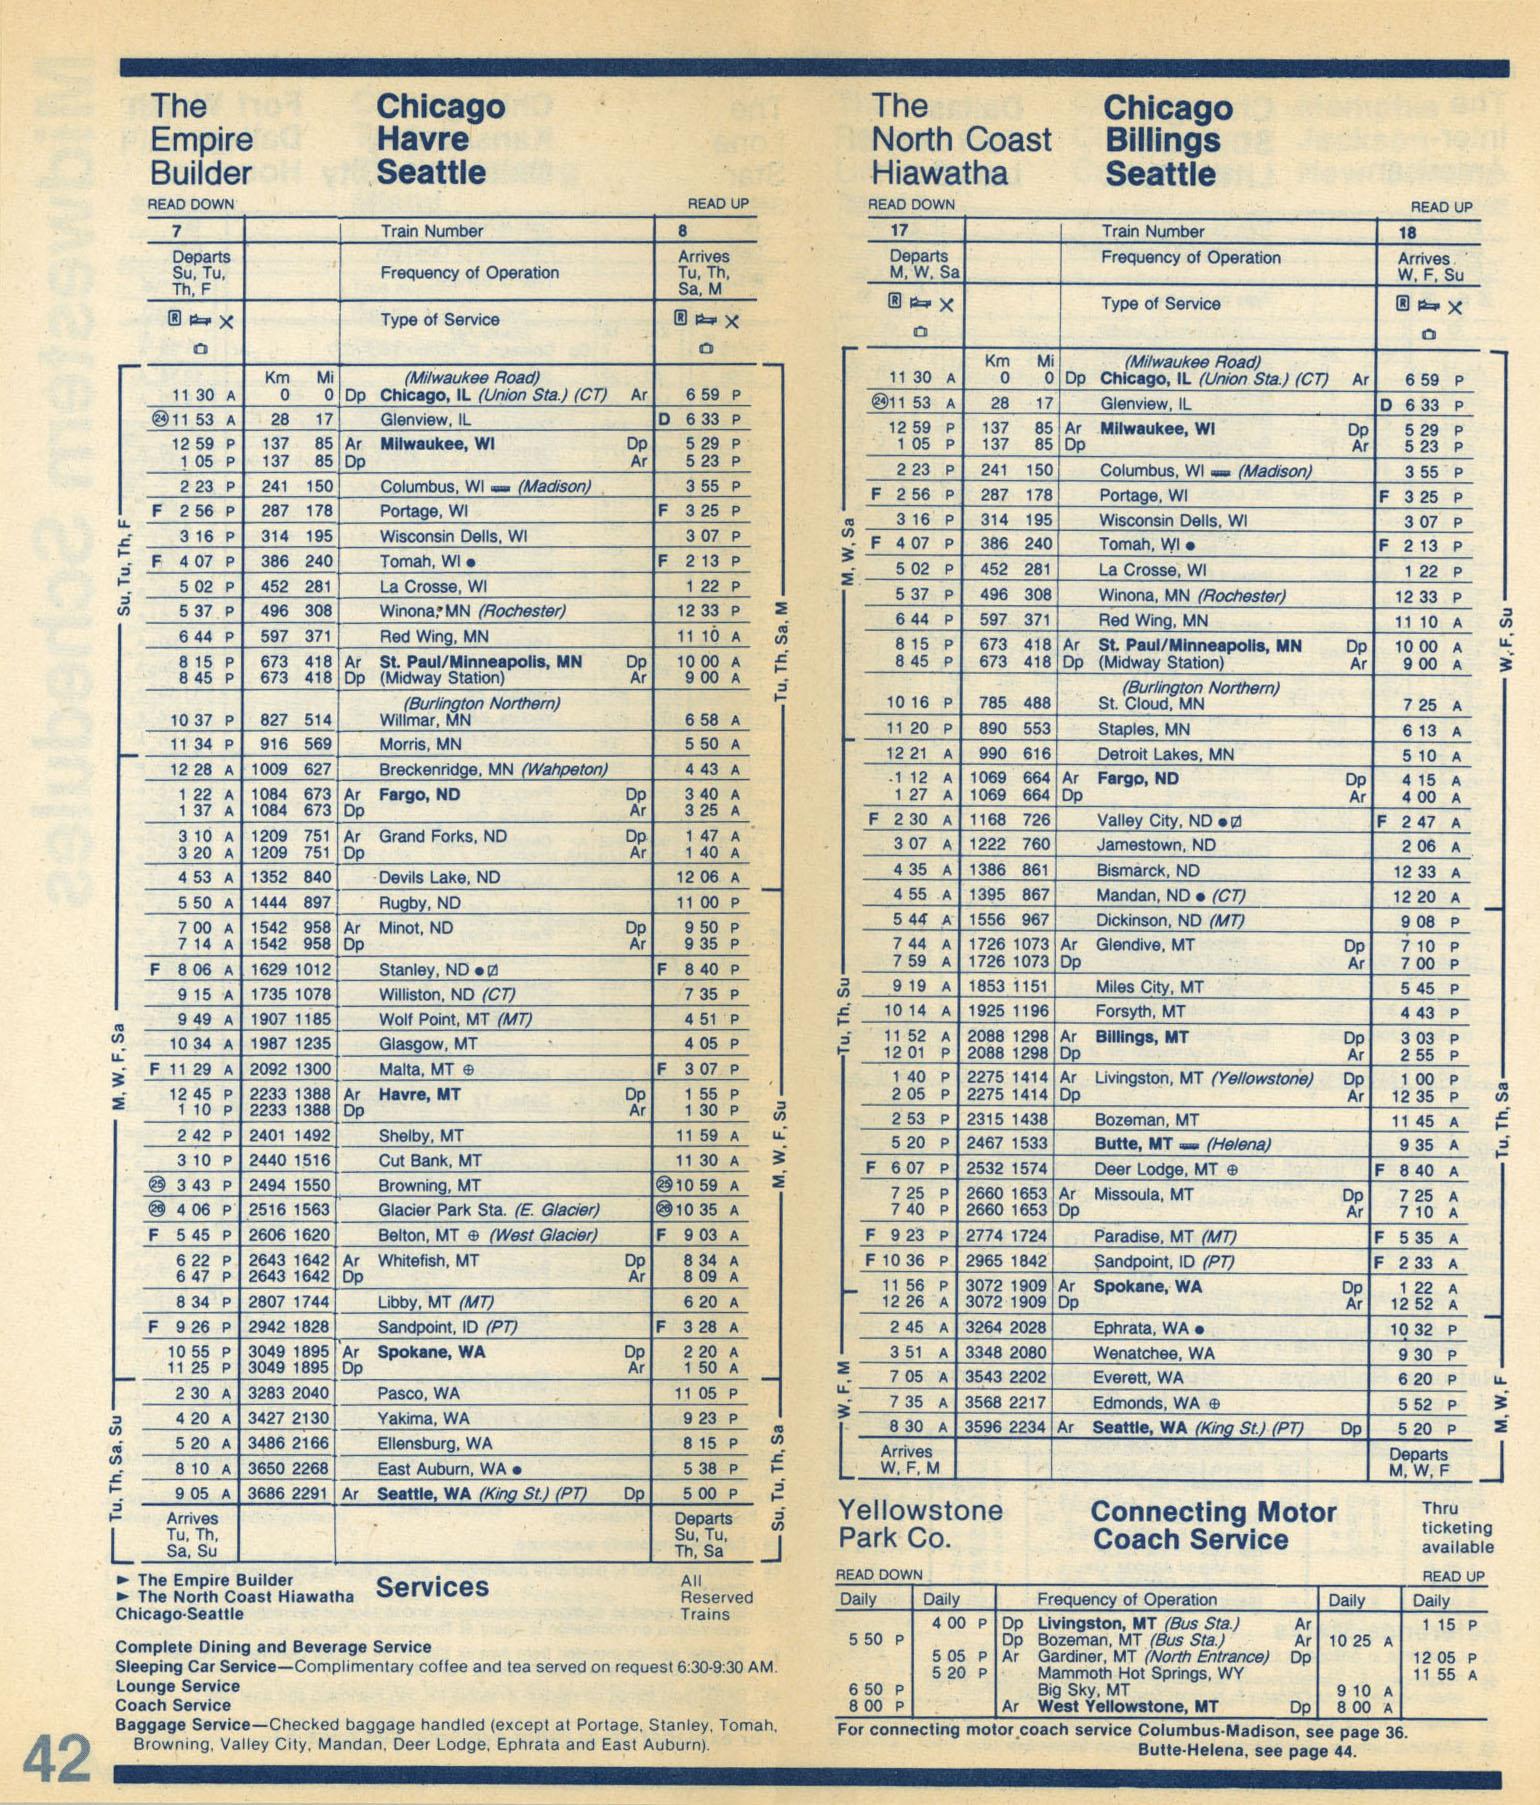 The Empire Builder
Chicago Havre Seattle
READ DOWN READ UP
7 Train Number 8
Departs Su, Tu, Th, F Frequency of Operation Arrives Tu, Th, Sa, M
R Type of Service R
Km Mi (Milwaukee Road)
11 30 A 0 0 Dp Chicago, IL (Union Sta.) (CT) Ar 6 59 P
24 11 53 A 28 17 Glenview, IL D 6 33 P
12 59 P 137 85 Ar Milwaukee, WI Dp 5 29 P
1 05 P 137 85 Dp Ar 5 23 P
2 23 P 241 150 Columbus, WI (Madison) 3 55 P
F 2 56 P 287 178 Portage, WI F 3 25 P
3 16 P 314 195 Wisconsin Dells, WI 3 07 P
F 4 07 P 386 240 Tomah, WI ● F 2 13 P
5 02 P 452 281 La Crosse, WI 1 22 P
5 37 P 496 308 Winona, MN (Rochester) 12 33 P
6 44 P 597 371 Red Wing, MN 11 10 A
8 15 P 673 418 Ar St. Paul/Minneapolis, MN Dp 10 00 A
8 45 P 673 418 Dp (Midway Station) Ar 9 00 A
(Burlington Northern)
10 37 P 827 514 Willmar, MN 6 58 A
11 34 P 916 569 Morris, MN 5 50 A
12 28 A 1009 627 Breckenridge, MN (Wahpeton) 4 43 A
1 22 A 1084 673 Ar Fargo, ND Dp 3 40 A
1 37 A 1084 673 Dp Ar 3 25 A
3 10 A 1209 751 Ar Grand Forks, ND Dp 1 47 A
3 20 A 1209 751 Dp Ar 1 40 A
4 53 A 1352 840 Devils Lake, ND 12 06 A
5 50 A 1444 897 Rugby, ND 11 00 P
7 00 A 1542 958 Ar Minot, ND Dp 9 50 P
7 14 A 1542 958 Dp Ar 9 35 P
F 8 06 A 1629 1012 Stanley, ND ● F 8 40 P
9 15 A 1735 1078 Williston, ND (CT) 7 35 P
9 49 A 1907 1185 Wolf Point, MT (MT) 4 51 P
10 34 A 1987 1235 Glasgow, MT 4 05 P
F 11 29 A 2092 1300 Malta, MT ⊕ F 3 07 P
12 45 P 2233 1388 Ar Havre, MT Dp 1 55 P
1 10 P 2233 1388 Dp Ar 1 30 P
2 42 P 2401 1492 Shelby, MT 11 59 A
3 10 P 2440 1516 Cut Bank, MT 11 30 A
25 3 43 P 2494 1550 Browning, MT 25 10 59 A
26 4 06 P 2516 1563 Glacier Park Sta. (E. Glacier) 26 10 35 A
F 5 45 P 2606 1620 Belton, MT ⊕ (West Glacier) F 9 03 A
6 22 P 2643 1642 Ar Whitefish, MT Dp 8 34 A
6 47 P 2643 1642 Dp Ar 8 09 A
8 34 P 2807 1744 Libby, MT (MT) 6 20 A
F 9 26 P 2942 1828 Sandpoint, ID (PT) F 3 28 A
10 55 P 3049 1895 Ar Spokane, WA Dp 2 20 A
11 25 P 3049 1895 Dp Ar 1 50 A
2 30 A 3283 2040 Pasco, WA 11 05 P
4 20 A 3427 2130 Yakima, WA 9 23 P
5 20 A 3486 2166 Ellensburg, WA 8 15 P
8 10 A 3650 2268 East Auburn, WA ● 5 38 P
9 05 A 3686 2291 Ar Seattle, WA (King St.) (PT) Dp 5 00 P
Arrives Tu, Th, Sa, Su Departs Su, Tu, Th, Sa
Su, Tu, Th, F
M, W, F, Sa
Tu, Th, Sa, Su
Tu, Th, Sa, M
M, W, F, Su
Su, Tu, Th, Sa
► The Empire Builder
► The North Coast Hiawatha
Chicago-Seattle
Services
All Reserved Trains
Complete Dining and Beverage Service
Sleeping Car Service—Complimentary coffee and tea served on request 6:30-9:30 AM.
Lounge Service
Coach Service
Baggage Service—Checked baggage handled (except at Portage, Stanley, Tomah,
Browning, Valley City, Mandan, Deer Lodge, Ephrata and East Auburn).
42
The North Coast Hiawatha
Chicago Billings Seattle
READ DOWN READ UP
17 Train Number 18
Departs M, W, Sa Frequency of Operation Arrives W, F, Su
R Type of Service R
Km Mi (Milwaukee Road)
11 30 A 0 0 Dp Chicago, IL (Union Sta.) (CT) Ar 6 59 P
24 11 53 A 28 17 Glenview, IL D 6 33 P
12 59 P 137 85 Ar Milwaukee, WI Dp 5 29 P
1 05 P 137 85 Dp Ar 5 23 P
2 23 P 241 150 Columbus, WI (Madison) 3 55 P
F 2 56 P 287 178 Portage, WI F 3 25 P
3 16 P 314 195 Wisconsin Dells, WI 3 07 P
F 4 07 P 386 240 Tomah, WI ● F 2 13 P
5 02 P 452 281 La Crosse, WI 1 22 P
5 37 P 496 308 Winona, MN (Rochester) 12 33 P
6 44 P 597 371 Red Wing, MN 11 10 A
8 15 P 673 418 Ar St. Paul/Minneapolis, MN Dp 10 00 A
8 45 P 673 418 Dp (Midway Station) Ar 9 00 A
(Burlington Northern)
10 16 P 785 488 St. Cloud, MN 7 25 A
11 20 P 890 553 Staples, MN 6 13 A
12 21 A 990 616 Detroit Lakes, MN 5 10 A
1 12 A 1069 664 Ar Fargo, ND Dp 4 15 A
1 27 A 1069 664 Dp Ar 4 00 A
F 2 30 A 1168 726 Valley City, ND ● F 2 47 A
3 07 A 1222 760 Jamestown, ND 2 06 A
4 35 A 1386 861 Bismarck, ND 12 33 A
4 55 A 1395 867 Mandan, ND ● (CT) 12 20 A
5 44 A 1556 967 Dickinson, ND (MT) 9 08 P
7 44 A 1726 1073 Ar Glendive, MT Dp 7 10 P
7 59 A 1726 1073 Dp Ar 7 00 P
9 19 A 1853 1151 Miles City, MT 5 45 P
10 14 A 1925 1196 Forsyth, MT 4 43 P
11 52 A 2088 1298 Ar Billings, MT Dp 3 03 P
12 01 P 2088 1298 Dp Ar 2 55 P
1 40 P 2275 1414 Ar Livingston, MT (Yellowstone) Dp 1 00 P
2 05 P 2275 1414 Dp Ar 12 35 P
2 53 P 2315 1438 Bozeman, MT 11 45 A
5 20 P 2467 1533 Butte, MT (Helena) 9 35 A
F 6 07 P 2532 1574 Deer Lodge, MT ⊕ F 8 40 A
7 25 P 2660 1653 Ar Missoula, MT Dp 7 25 A
7 40 P 2660 1653 Dp Ar 7 10 A
F 9 23 P 2774 1724 Paradise, MT (MT) F 5 35 A
F 10 36 P 2965 1842 Sandpoint, ID (PT) F 2 33 A
11 56 P 3072 1909 Ar Spokane, WA Dp 1 22 A
12 26 A 3072 1909 Dp Ar 12 52 A
2 45 A 3264 2028 Ephrata, WA ● 10 32 P
3 51 A 3348 2080 Wenatchee, WA 9 30 P
7 05 A 3543 2202 Everett, WA 6 20 P
7 35 A 3568 2217 Edmonds, WA ⊕ 5 52 P
8 30 A 3596 2234 Ar Seattle, WA (King St.) (PT) Dp 5 20 P
Arrives W, F, M Departs M, W, F
M, W, Sa
Tu, Th, Su
W, F, M
W, F, Su
Tu, Th, Sa
M, W, F
Yellowstone Park Co.
Connecting Motor Coach Service
Thru ticketing available
READ DOWN READ UP
Daily Daily Frequency of Operation Daily Daily
4 00 P Dp Livingston, MT (Bus Sta.) Ar 1 15 P
5 50 P Dp Bozeman, MT (Bus Sta.) Ar 10 25 A
5 05 P Ar Gardiner, MT (North Entrance) Dp 12 05 P
5 20 P Mammoth Hot Springs, WY 11 55 A
6 50 P Big Sky, MT 9 10 A
8 00 P Ar West Yellowstone, MT Dp 8 00 A
For connecting motor coach service Columbus-Madison, see page 36.
Butte-Helena, see page 44.